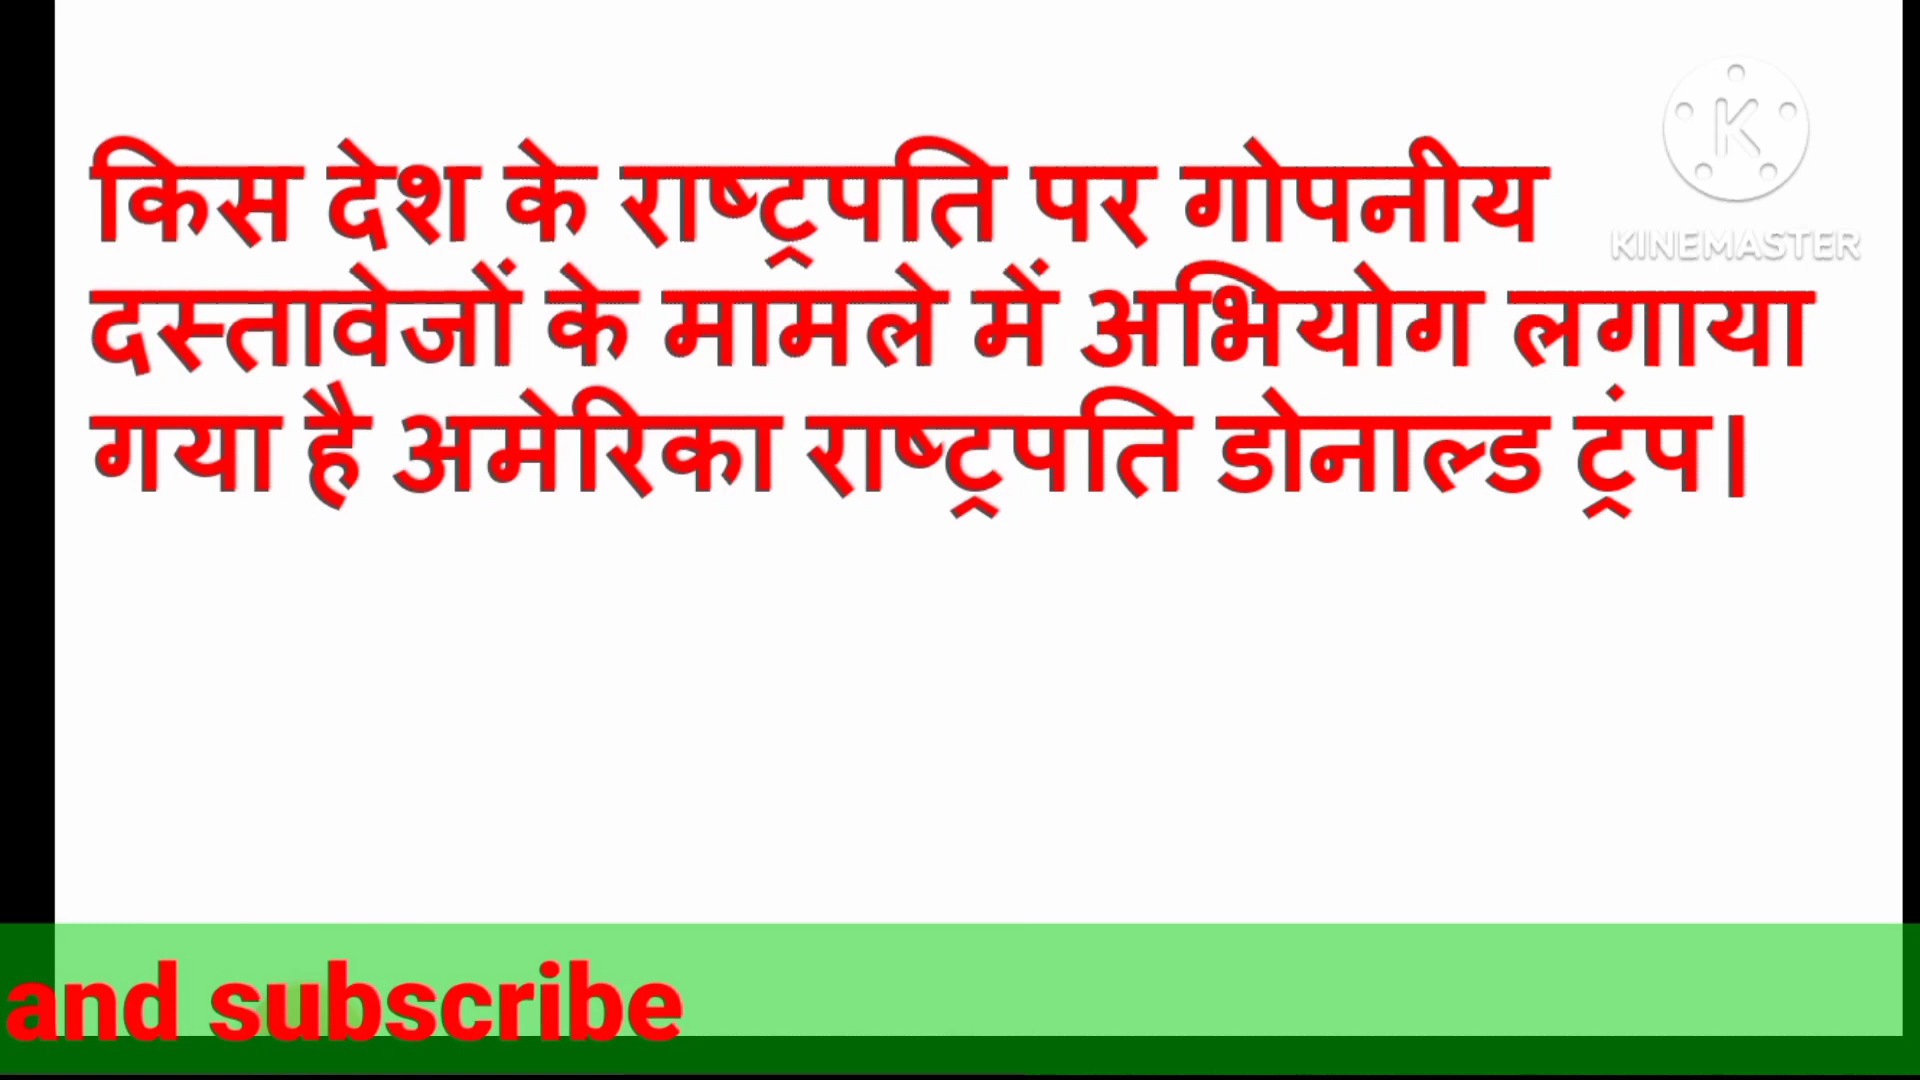 किस देश के राष्ट्रपति पर गोपनीय
दस्तावेजों के मामले में अभियोग लगाया
गया है अमेरिका राष्ट्रपति डोनाल्ड ट्रंप।
K
KINEMASTER
and subscribe